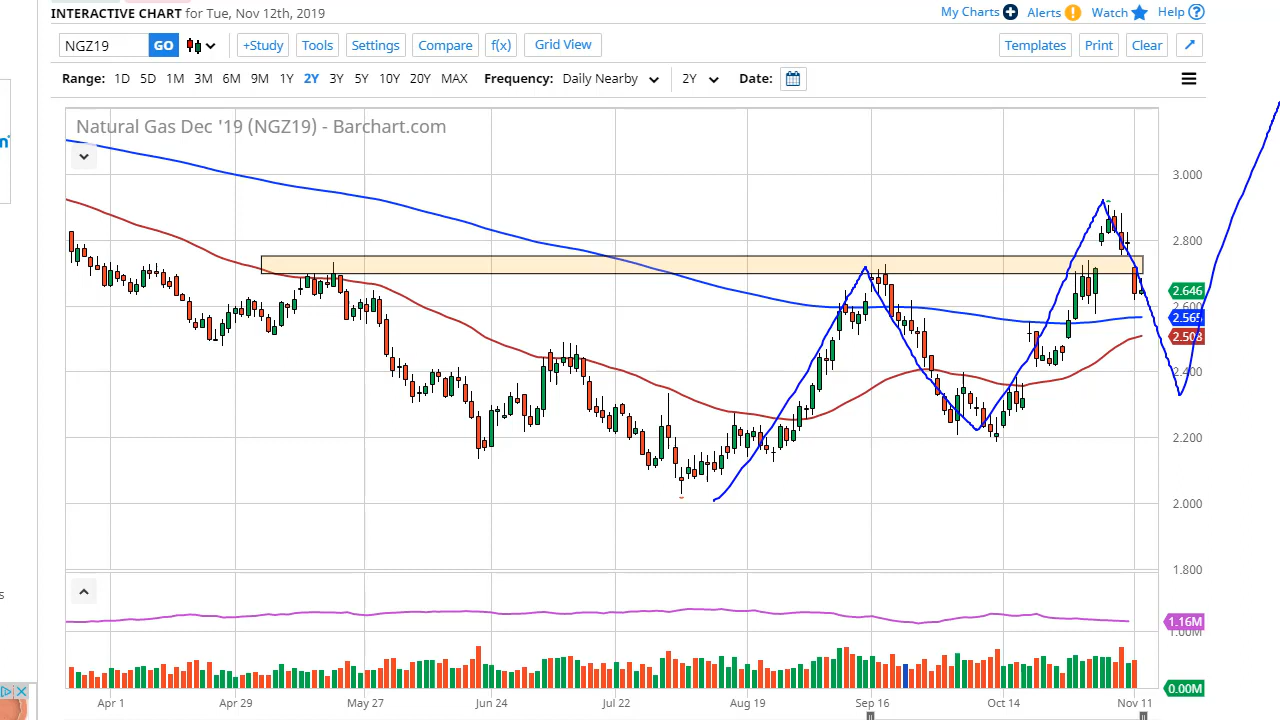 INTERACTIVE CHART for Tue, Nov 12th, 2019
My Charts Alerts ! Watch Help ?
NGZ19 GO +Study Tools Settings Compare f(x) Grid View Templates Print Clear
Range: 1D 5D 1M 3M 6M 9M 1Y 2Y 3Y 5Y 10Y 20Y MAX Frequency: Daily Nearby 2Y Date:
Natural Gas Dec '19 (NGZ19) - Barchart.com
3.000
2.800
2.646
2.600
2.565
2.508
2.400
2.200
2.000
1.800
1.16M
1.00M
0.00M
Apr 1 Apr 29 May 27 Jun 24 Jul 22 Aug 19 Sep 16 Oct 14 Nov 11